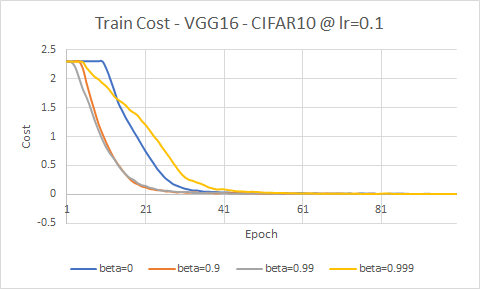 Train Cost - VGG16 - CIFAR10 @ lr=0.1
2.5
2
1.5
1
0.5
0
-0.5
Cost
1 21 41 61 81
Epoch
beta=0 beta=0.9 beta=0.99 beta=0.999